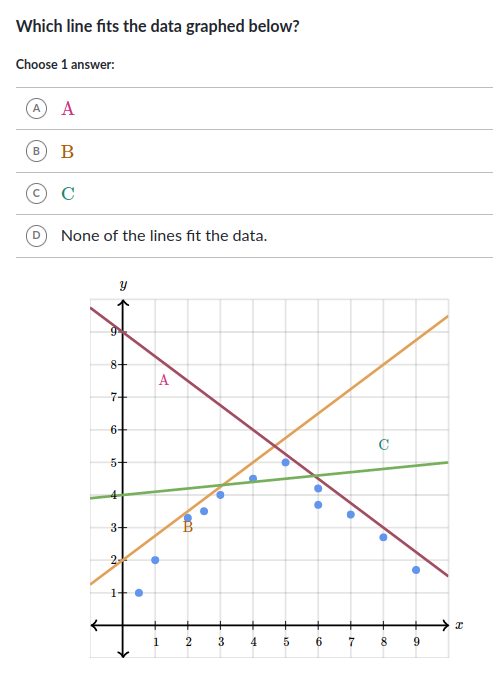 Which line fits the data graphed below?
Choose 1 answer:
A A
B B
C C
D None of the lines fit the data.
y
9
8
A
7
6
C
5
4
3
B
2
1
x
1 2 3 4 5 6 7 8 9